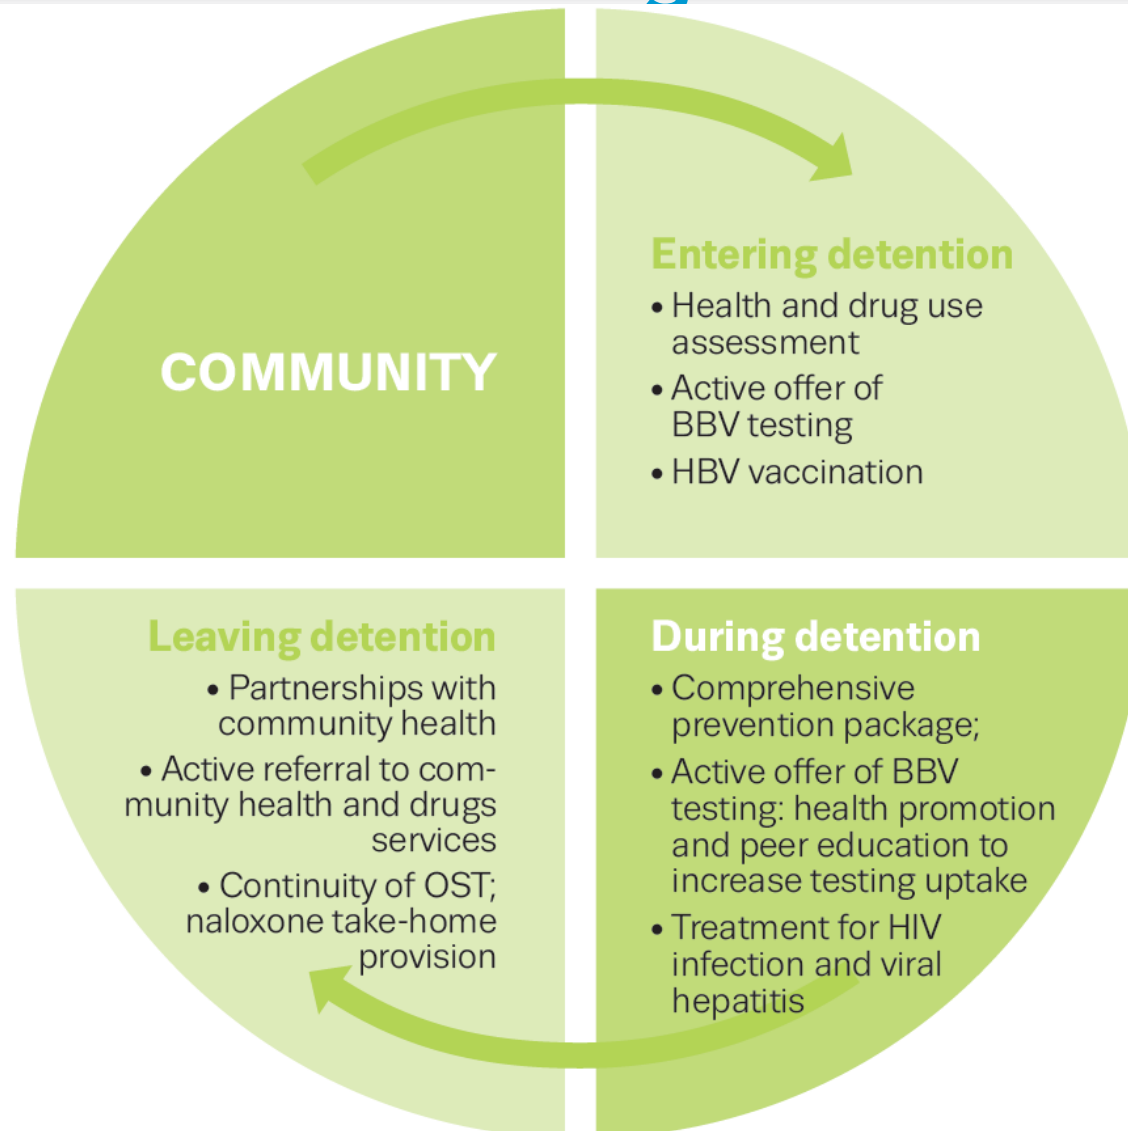 COMMUNITY
Entering detention
• Health and drug use
assessment
• Active offer of
BBV testing
• HBV vaccination
Leaving detention
• Partnerships with
community health
• Active referral to com-
munity health and drugs
services
• Continuity of OST;
naloxone take-home
provision
During detention
• Comprehensive
prevention package;
• Active offer of BBV
testing: health promotion
and peer education to
increase testing uptake
• Treatment for HIV
infection and viral
hepatitis